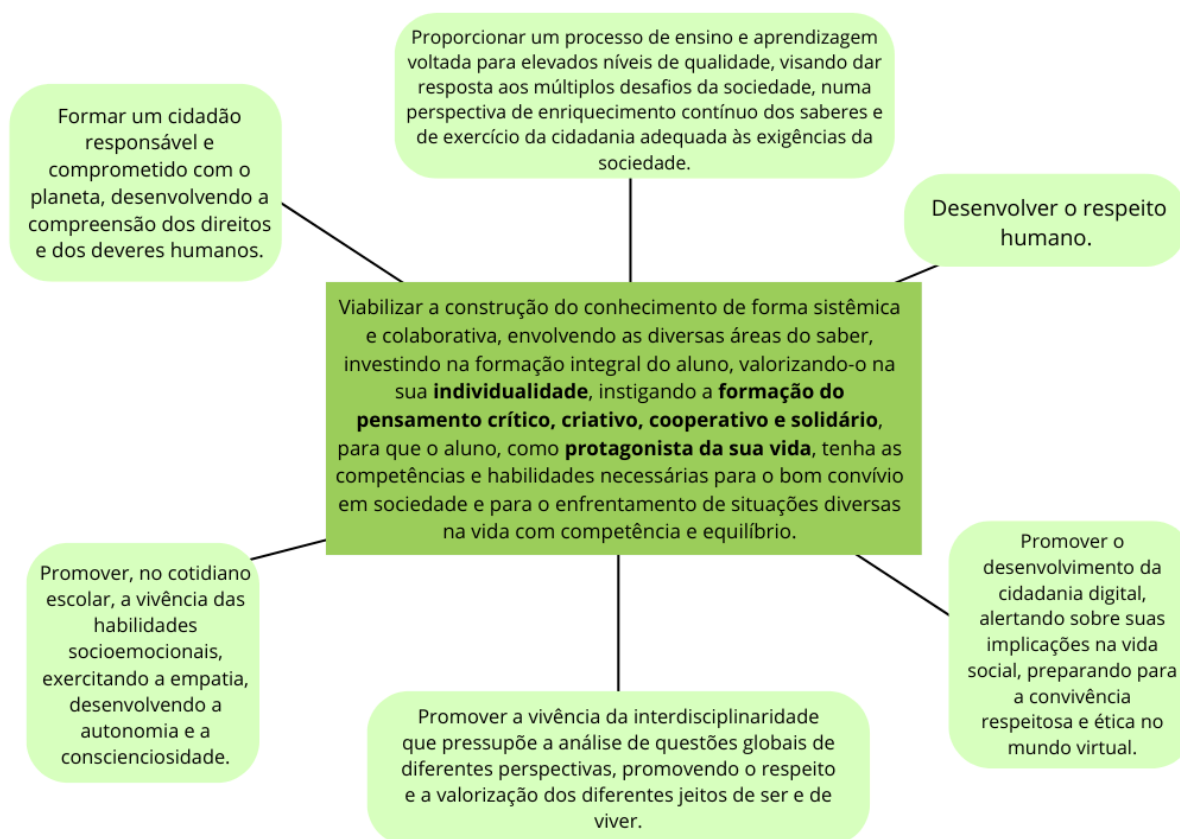 Proporcionar um processo de ensino e aprendizagem
voltada para elevados níveis de qualidade, visando dar
resposta aos múltiplos desafios da sociedade, numa
perspectiva de enriquecimento contínuo dos saberes e
de exercício da cidadania adequada às exigências da
sociedade.
Formar um cidadão
responsável e
comprometido com o
planeta, desenvolvendo a
compreensão dos direitos
e dos deveres humanos.
Desenvolver o respeito
humano.
Viabilizar a construção do conhecimento de forma sistêmica
e colaborativa, envolvendo as diversas áreas do saber,
investindo na formação integral do aluno, valorizando-o na
sua individualidade, instigando a formação do
pensamento crítico, criativo, cooperativo e solidário,
para que o aluno, como protagonista da sua vida, tenha as
competências e habilidades necessárias para o bom convívio
em sociedade e para o enfrentamento de situações diversas
na vida com competência e equilíbrio.
Promover, no cotidiano
escolar, a vivência das
habilidades
socioemocionais,
exercitando a empatia,
desenvolvendo a
autonomia e a
conscienciosidade.
Promover a vivência da interdisciplinaridade
que pressupõe a análise de questões globais de
diferentes perspectivas, promovendo o respeito
e a valorização dos diferentes jeitos de ser e de
viver.
Promover o
desenvolvimento da
cidadania digital,
alertando sobre suas
implicações na vida
social, preparando para
a convivência
respeitosa e ética no
mundo virtual.